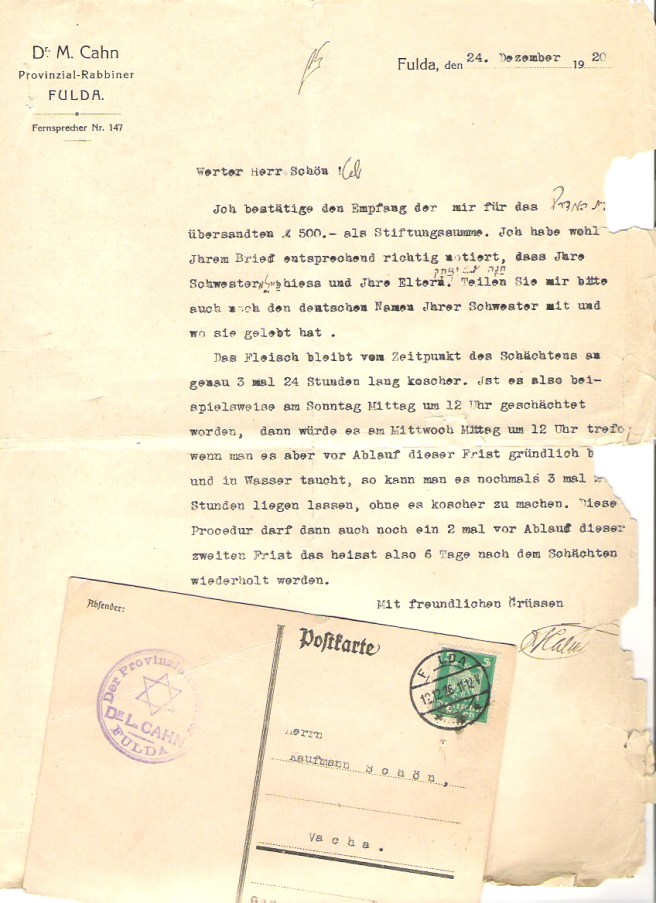 Dr. M. Cahn
Provinzial-Rabbiner
FULDA.
Fernsprecher Nr. 147
Fulda, den 24. Dezember 1920
Werter Herr Schön !
Jch bestätige den Empfang der mir für das
übersandten ℳ 500.- als Stiftungssumme. Jch habe wohl
Jhrem Brief entsprechend richtig notiert, dass Jhre
Schwester hiess und Jhre Eltern. Teilen Sie mir bitte
auch noch den deutschen Namen Jhrer Schwester mit und
wo sie gelebt hat .
Das Fleisch bleibt vom Zeitpunkt des Schächtens an
genau 3 mal 24 Stunden lang koscher. Jst es also bei-
spielsweise am Sonntag Mittag um 12 Uhr geschächtet
worden, dann würde es am Mittwoch Mittag um 12 Uhr trefe
wenn man es aber vor Ablauf dieser Frist gründlich b
und in Wasser taucht, so kann man es nochmals 3 mal
Stunden liegen lassen, ohne es koscher zu machen. Diese
Procedur darf dann auch noch ein 2 mal vor Ablauf dieser
zweiten Frist das heisst also 6 Tage nach dem Schächten
wiederholt werden.
Mit freundlichen Grüssen
Cahn
Absender:
Postkarte
Der Provinzial
Dr. L. CAHN
FULDA
FULDA
5
Herrn
Kaufmann Schön,
Vacha.